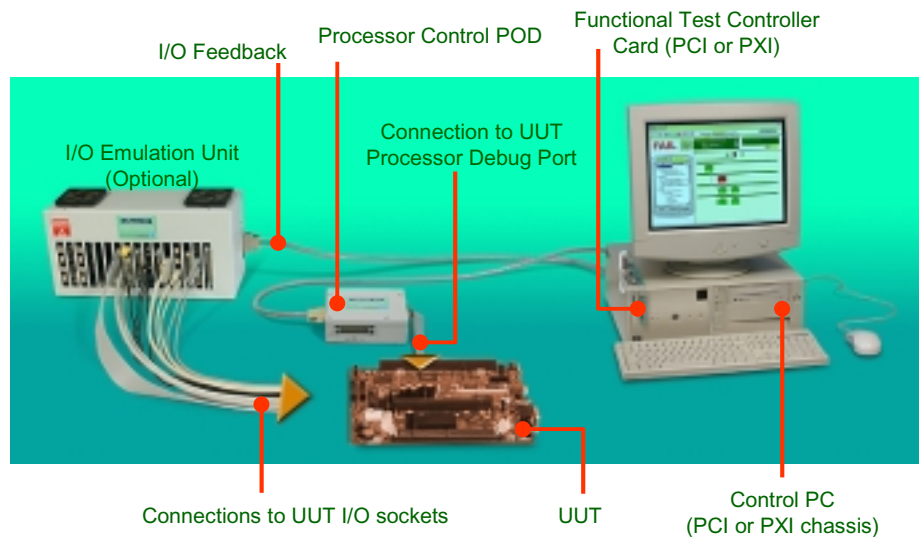 Functional Test Controller
Card (PCI or PXI)
Processor Control POD
I/O Feedback
Connection to UUT
Processor Debug Port
I/O Emulation Unit
(Optional)
FAIL
Connections to UUT I/O sockets
UUT
Control PC
(PCI or PXI chassis)